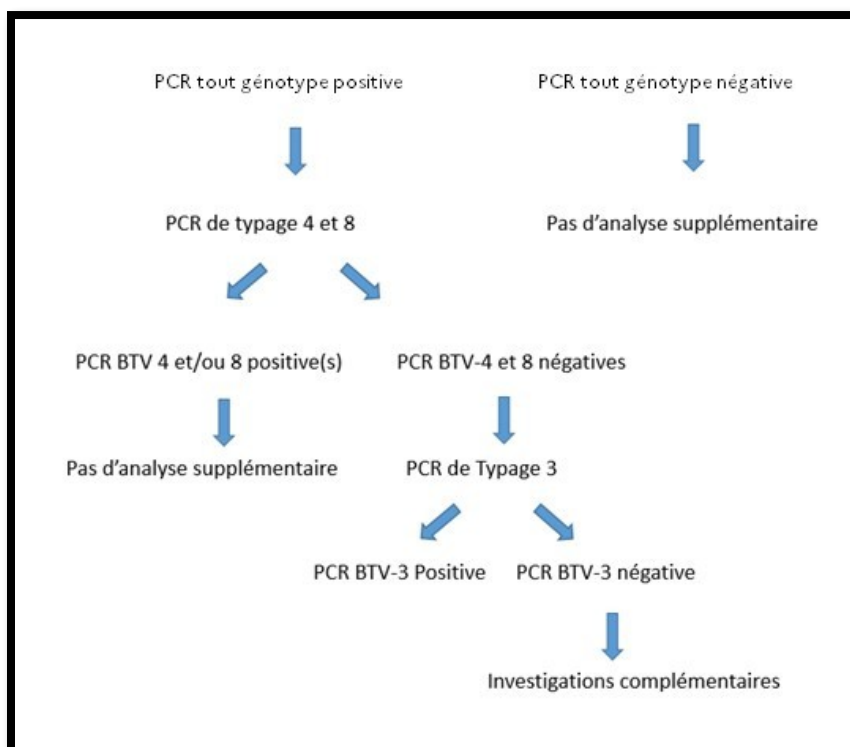 PCR tout génotype positive
PCR tout génotype négative
PCR de typage 4 et 8
Pas d'analyse supplémentaire
PCR BTV 4 et/ou 8 positive(s)
PCR BTV-4 et 8 négatives
Pas d'analyse supplémentaire
PCR de Typage 3
PCR BTV-3 Positive
PCR BTV-3 négative
Investigations complémentaires